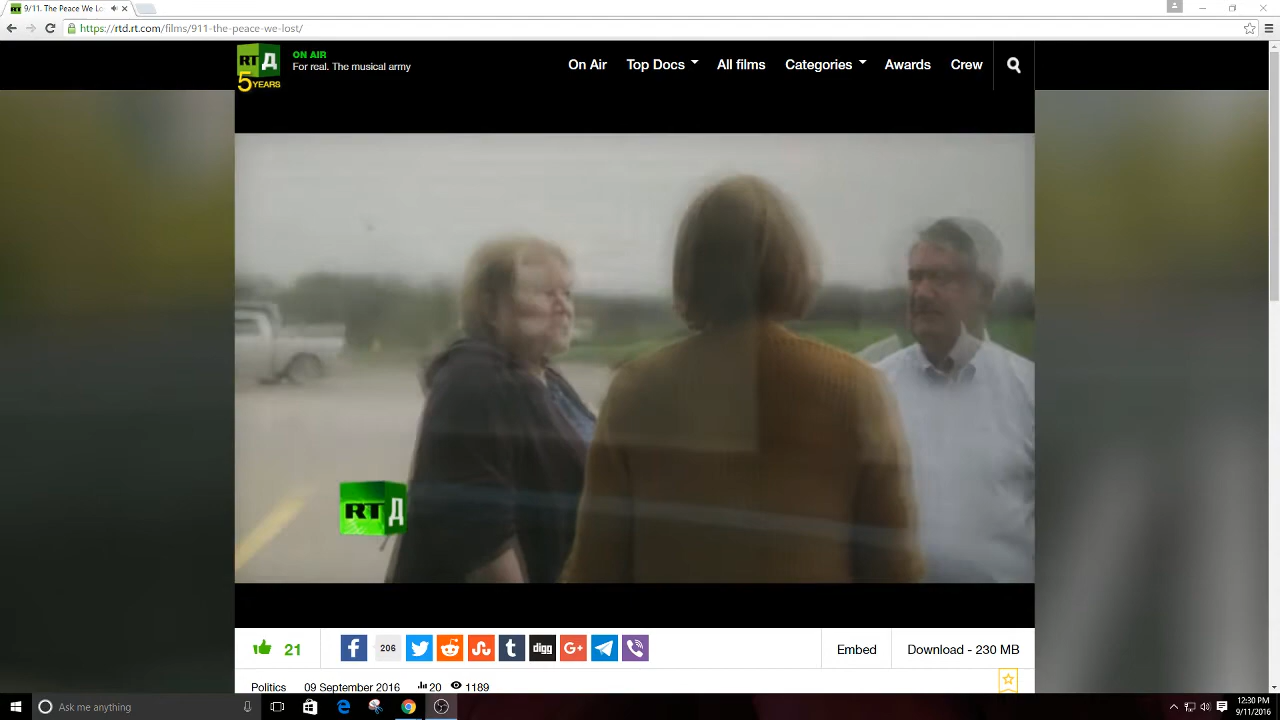 9/11. The Peace We Lo
https://rtd.rt.com/films/911-the-peace-we-lost/
RTД
5 YEARS
ON AIR
For real. The musical army
On Air
Top Docs
All films
Categories
Awards
Crew
RTД
21
206
digg
G+
Embed
Download - 230 MB
Politics
09 September 2016
20
1189
Ask me anything
12:30 PM
9/11/2016